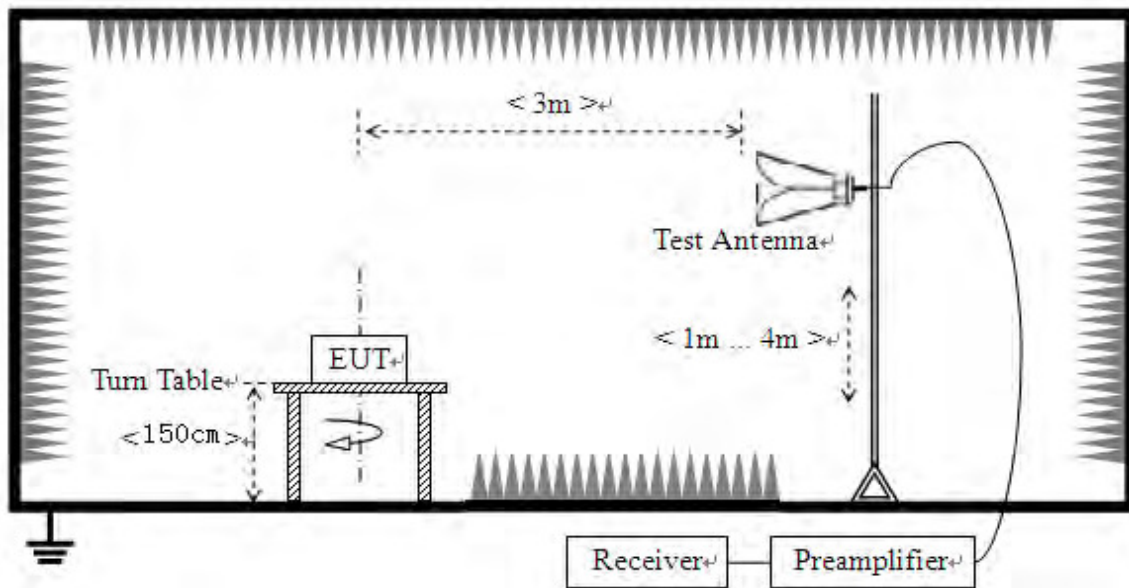 < 3m >↵
Test Antenna↵
< 1m ... 4m >↵
EUT↵
Turn Table↵
<150cm>↵
Receiver↵
Preamplifier↵